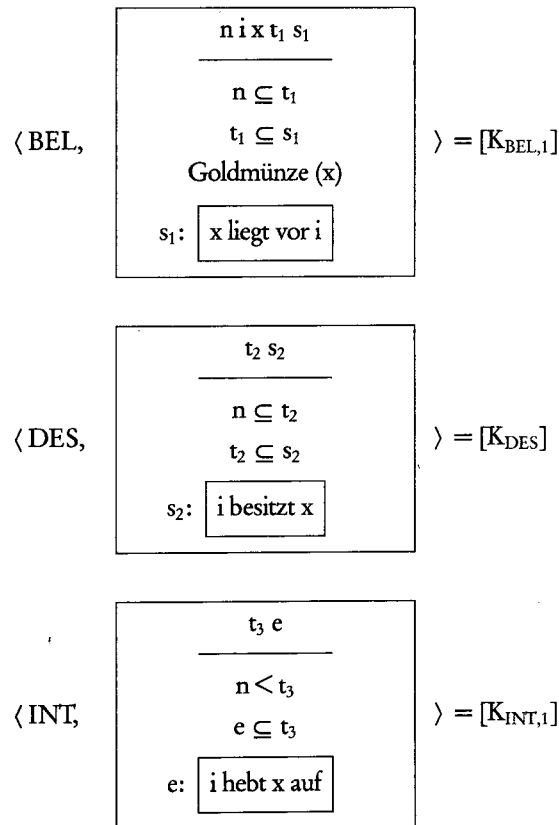 n i x t₁ s₁
n ⊆ t₁
⟨ BEL, t₁ ⊆ s₁ ⟩ = [K_BEL,1]
Goldmünze (x)
s₁: x liegt vor i
t₂ s₂
n ⊆ t₂
⟨ DES, t₂ ⊆ s₂ ⟩ = [K_DES]
s₂: i besitzt x
t₃ e
n < t₃
⟨ INT, e ⊆ t₃ ⟩ = [K_INT,1]
e: i hebt x auf